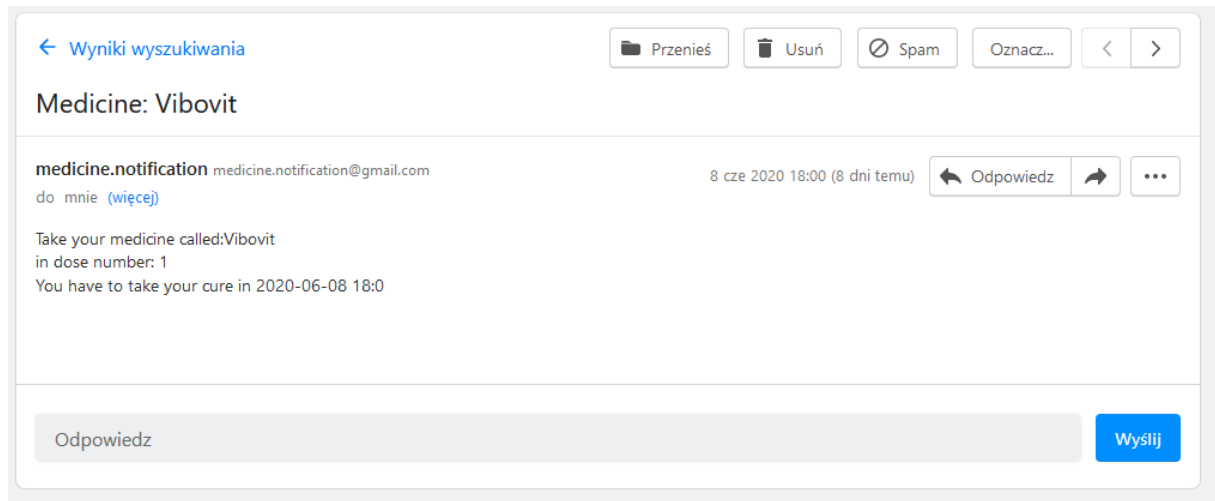 Wyniki wyszukiwania
Przenieś
Usuń
Spam
Oznacz...
Medicine: Vibovit
medicine.notification medicine.notification@gmail.com
8 cze 2020 18:00 (8 dni temu)
Odpowiedz
do mnie (więcej)
Take your medicine called:Vibovit
in dose number: 1
You have to take your cure in 2020-06-08 18:0
Odpowiedz
Wyślij